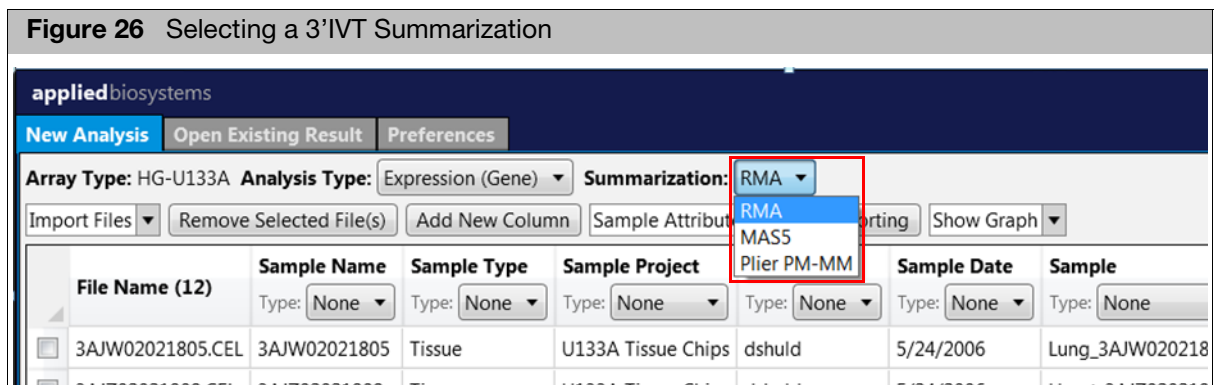 Figure 26 Selecting a 3'IVT Summarization
appliedbiosystems
New Analysis Open Existing Result Preferences
Array Type: HG-U133A Analysis Type: Expression (Gene) Summarization: RMA
RMA
MAS5
Plier PM-MM
Import Files Remove Selected File(s) Add New Column Sample Show Graph
File Name (12) Sample Name Sample Type Sample Project Sample Date Sample
Type: None Type: None Type: None Type: None Type: None Type: None
3AJW02021805.CEL 3AJW02021805 Tissue U133A Tissue Chips dshuld 5/24/2006 Lung_3AJW020218